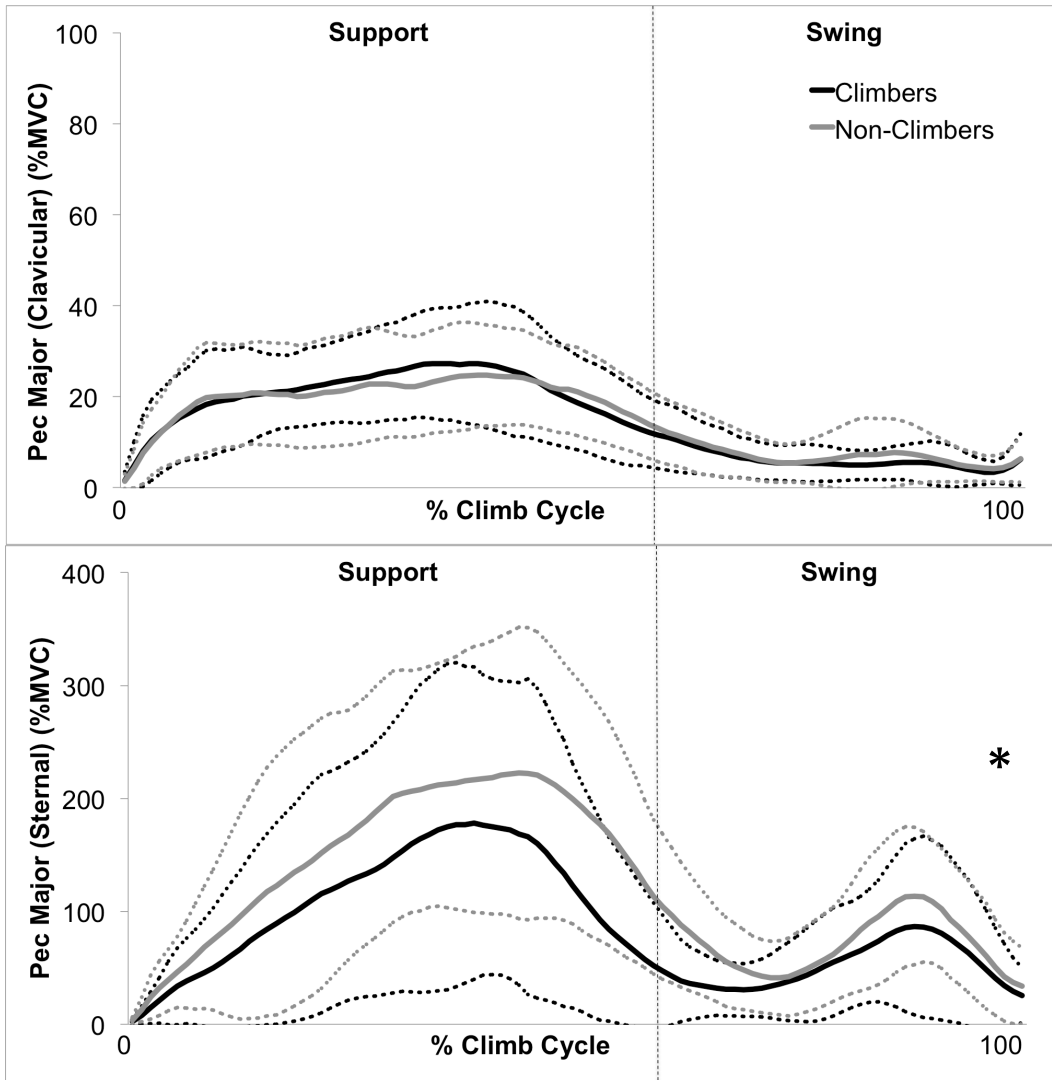 Support Swing
100
80
60
40
20
0
Pec Major (Clavicular) (%MVC)
Climbers
Non-Climbers
0 % Climb Cycle 100
Support Swing
400
300
200
100
0
Pec Major (Sternal) (%MVC)
*
0 % Climb Cycle 100